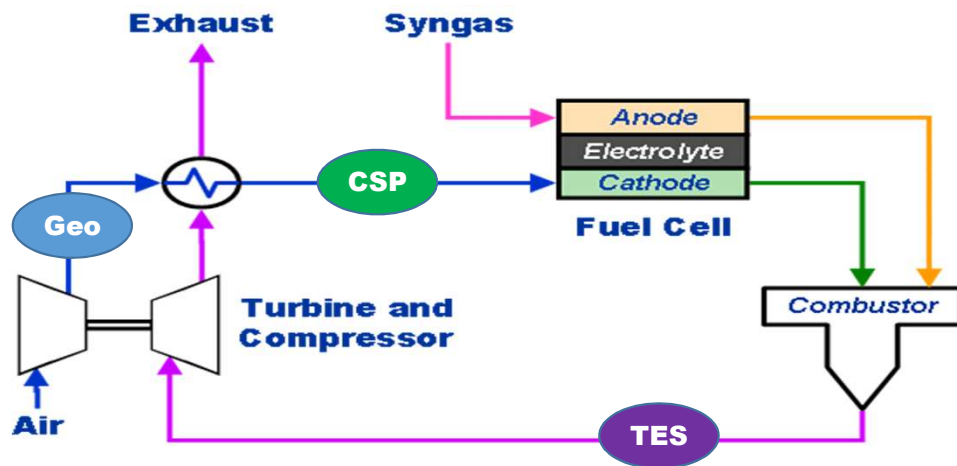 Exhaust
Syngas
Anode
Electrolyte
Cathode
CSP
Geo
Fuel Cell
Turbine and
Compressor
Combustor
Air
TES